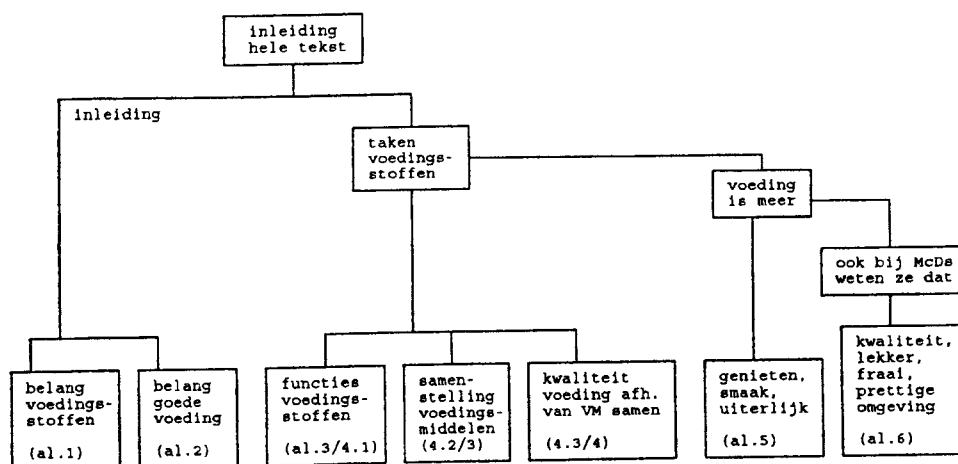 inleiding
hele tekst
inleiding
taken
voedings-
stoffen
voeding
is meer
ook bij McDs
weten ze dat
belang
voedings-
stoffen
(al.1)
belang
goede
voeding
(al.2)
functies
voedings-
stoffen
(al.3/4.1)
samen-
stelling
voedings-
middelen
(4.2/3)
kwaliteit
voeding afh.
van VM samen
(4.3/4)
genieten,
smaak,
uiterlijk
(al.5)
kwaliteit,
lekker,
fraai,
prettige
omgeving
(al.6)